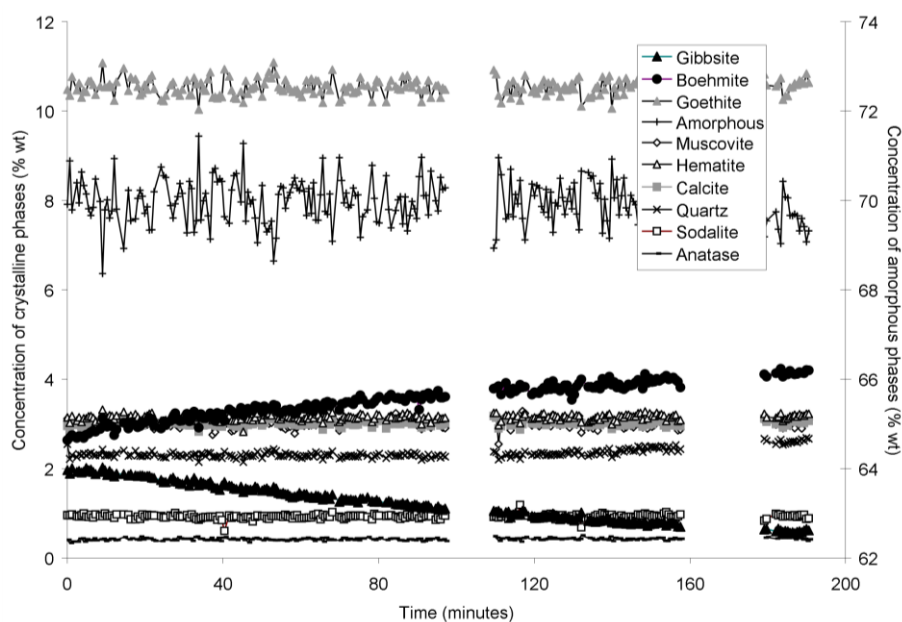 Concentration of crystalline phases (% wt)
12
10
8
6
4
2
0
74
72
70
68
66
64
62
Concentration of amorphous phases (% wt)
Gibbsite
Boehmite
Goethite
Amorphous
Muscovite
Hematite
Calcite
Quartz
Sodalite
Anatase
0 40 80 120 160 200
Time (minutes)